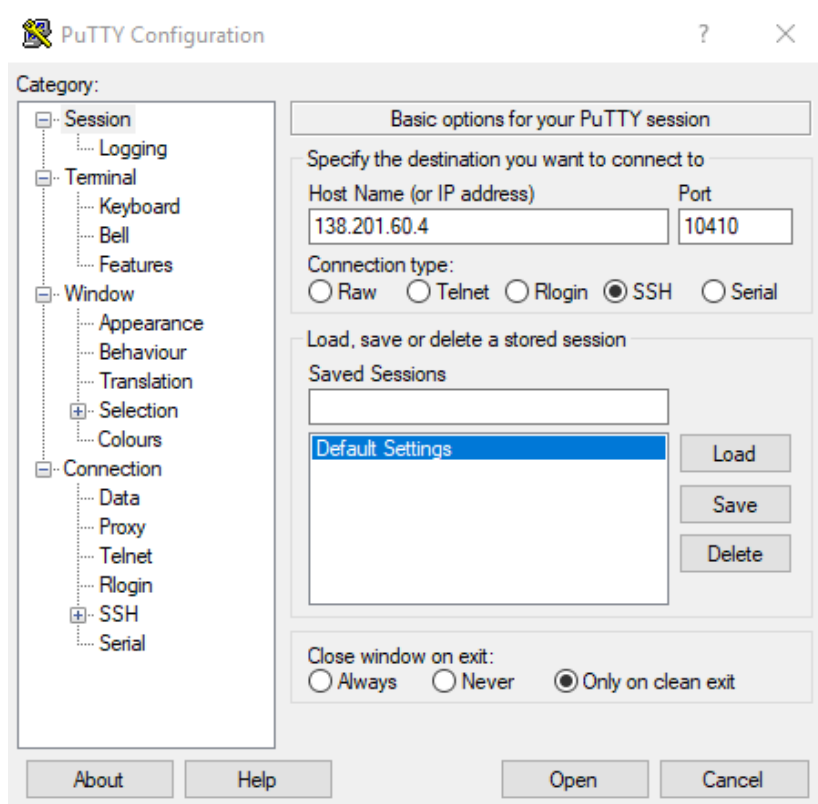 PuTTY Configuration
?
Category:
Session
Logging
Terminal
Keyboard
Bell
Features
Window
Appearance
Behaviour
Translation
Selection
Colours
Connection
Data
Proxy
Telnet
Rlogin
SSH
Serial
Basic options for your PuTTY session
Specify the destination you want to connect to
Host Name (or IP address) Port
138.201.60.4 10410
Connection type:
Raw Telnet Rlogin SSH Serial
Load, save or delete a stored session
Saved Sessions
Default Settings
Load
Save
Delete
Close window on exit:
Always Never Only on clean exit
About Help Open Cancel